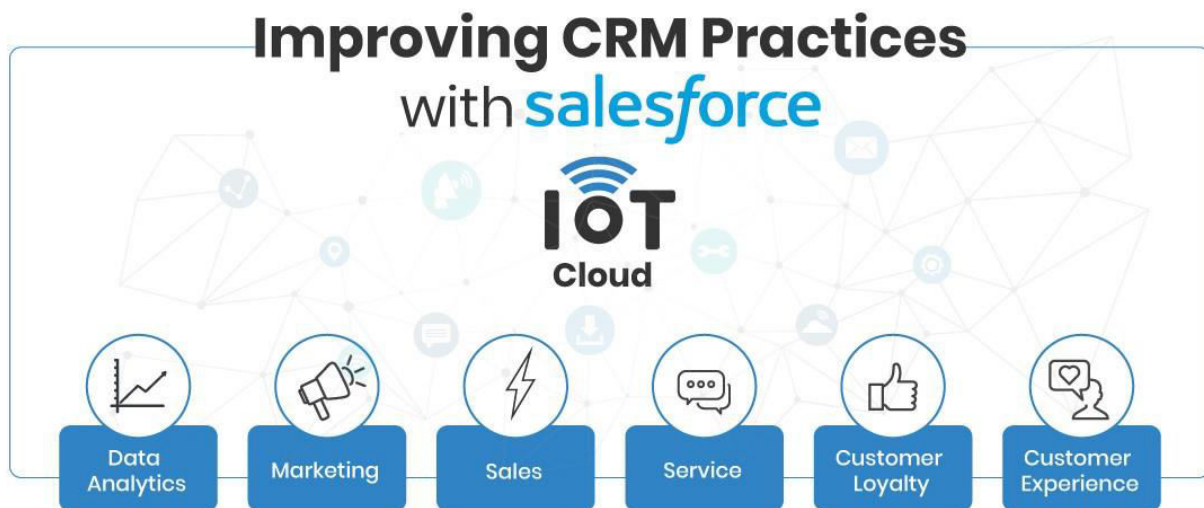 Improving CRM Practices
with salesforce
IoT
Cloud
Data
Analytics
Marketing
Sales
Service
Customer
Loyalty
Customer
Experience